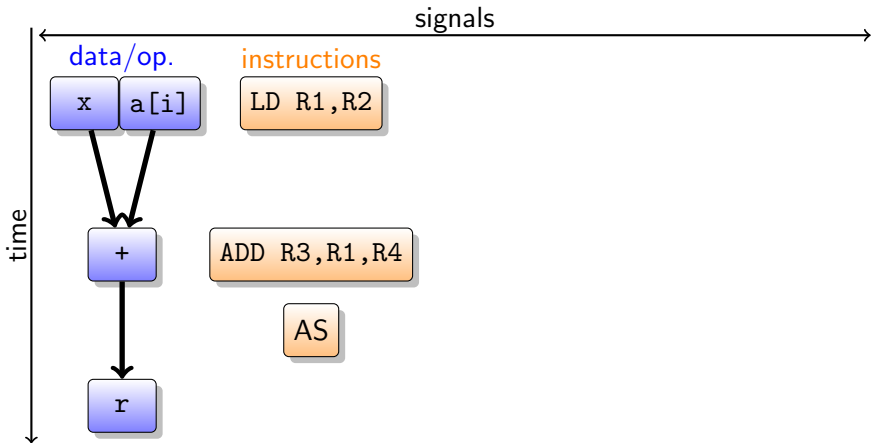 signals
data/op. instructions
x a[i] LD R1,R2
time
+ ADD R3,R1,R4
AS
r